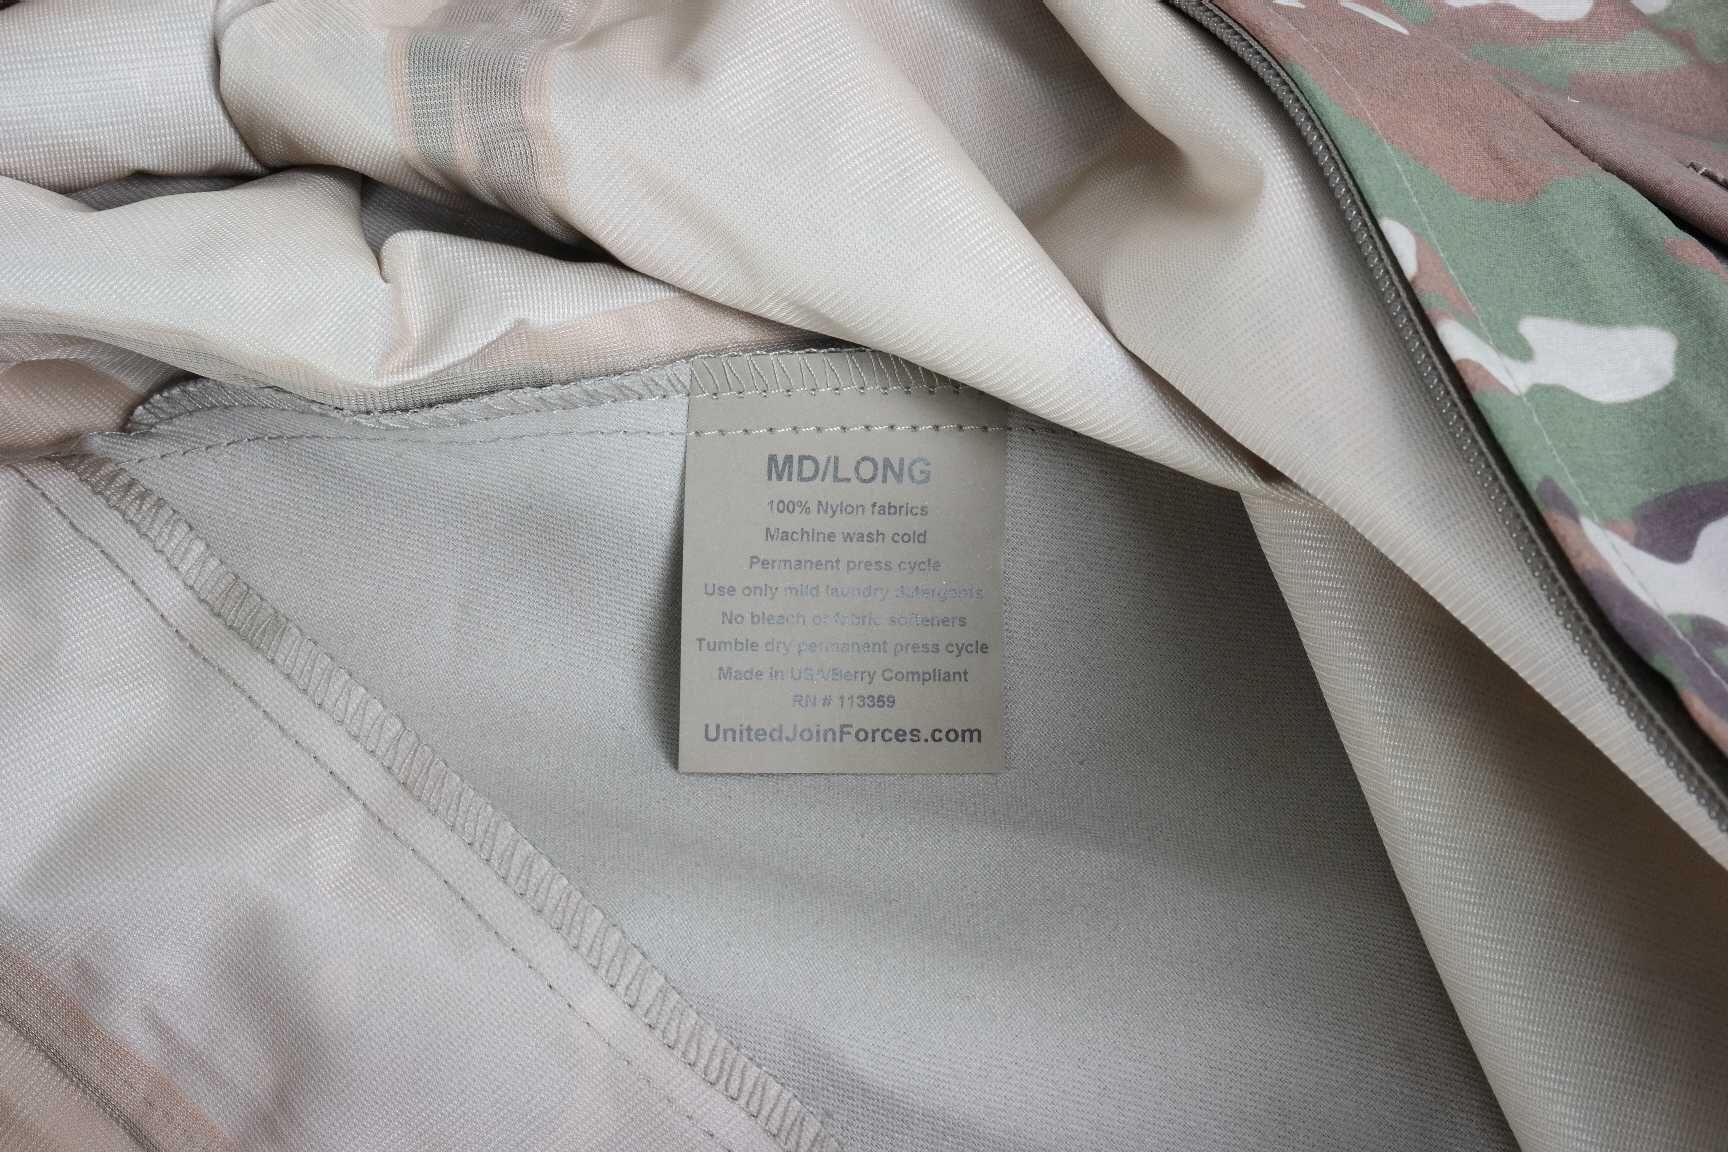 MD/LONG
100% Nylon fabrics
Machine wash cold
Permanent press cycle
Use only mild laundry detergents
No bleach or fabric softeners
Tumble dry permanent press cycle
Made in USA/Berry Compliant
RN # 113359
UnitedJoinForces.com